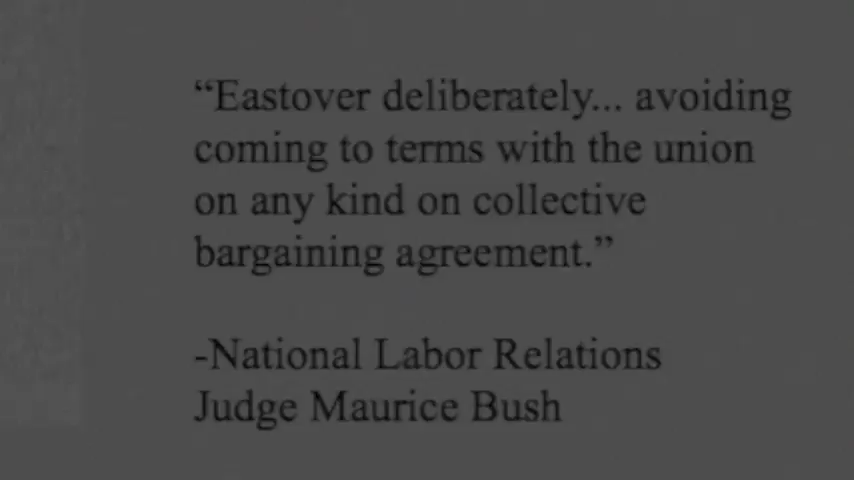 “Eastover deliberately... avoiding
coming to terms with the union
on any kind on collective
bargaining agreement.”
-National Labor Relations
Judge Maurice Bush